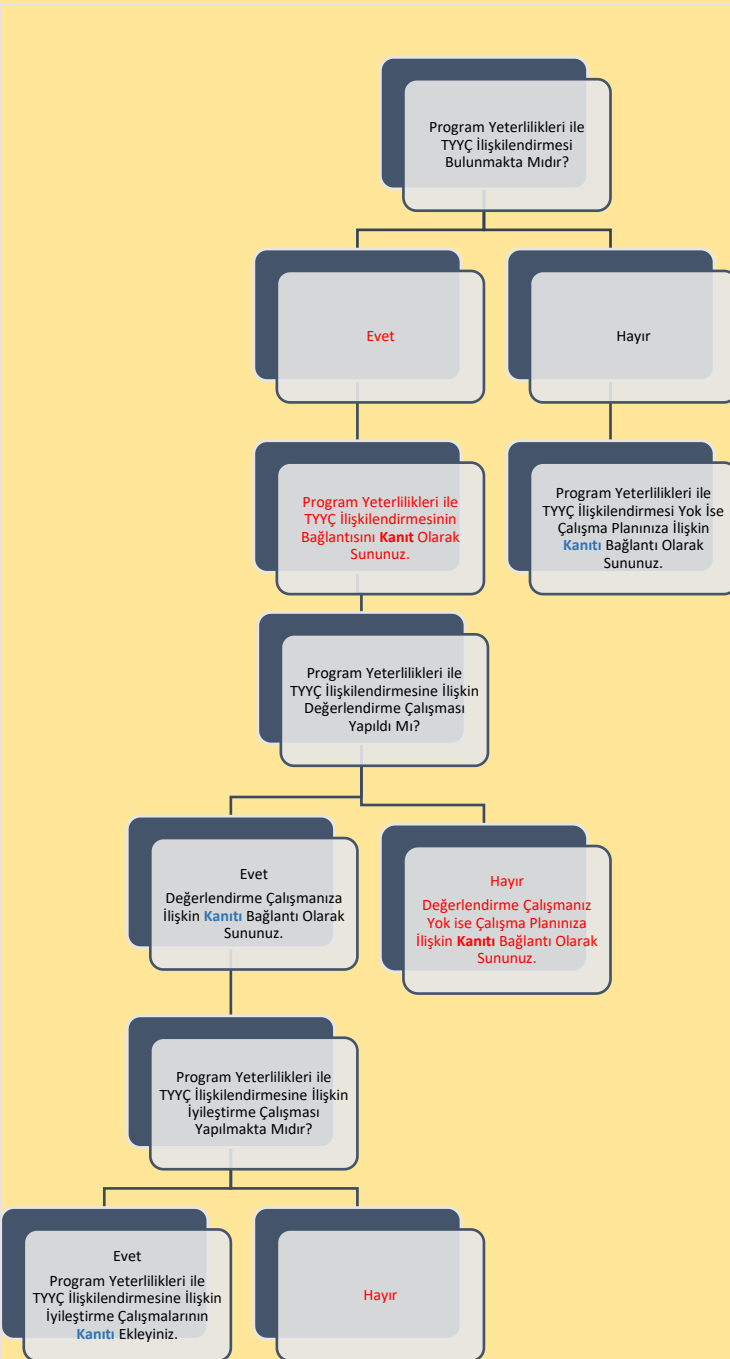 Program Yeterlilikleri ile
TYYÇ İlişkilendirmesi
Bulunmakta Mıdır?
Evet
Hayır
Program Yeterlilikleri ile
TYYÇ İlişkilendirmesinin
Bağlantısını Kanıt Olarak
Sununuz.
Program Yeterlilikleri ile
TYYÇ İlişkilendirmesi Yok İse
Çalışma Planınıza İlişkin
Kanıtı Bağlantı Olarak
Sununuz.
Program Yeterlilikleri ile
TYYÇ İlişkilendirmesine İlişkin
Değerlendirme Çalışması
Yapıldı Mı?
Evet
Değerlendirme Çalışmanıza
İlişkin Kanıtı Bağlantı Olarak
Sununuz.
Hayır
Değerlendirme Çalışmanız
Yok ise Çalışma Planınıza
İlişkin Kanıtı Bağlantı Olarak
Sununuz.
Program Yeterlilikleri ile
TYYÇ İlişkilendirmesine İlişkin
İyileştirme Çalışması
Yapılmakta Mıdır?
Evet
Program Yeterlilikleri ile
TYYÇ İlişkilendirmesine İlişkin
İyileştirme Çalışmalarının
Kanıtı Ekleyiniz.
Hayır